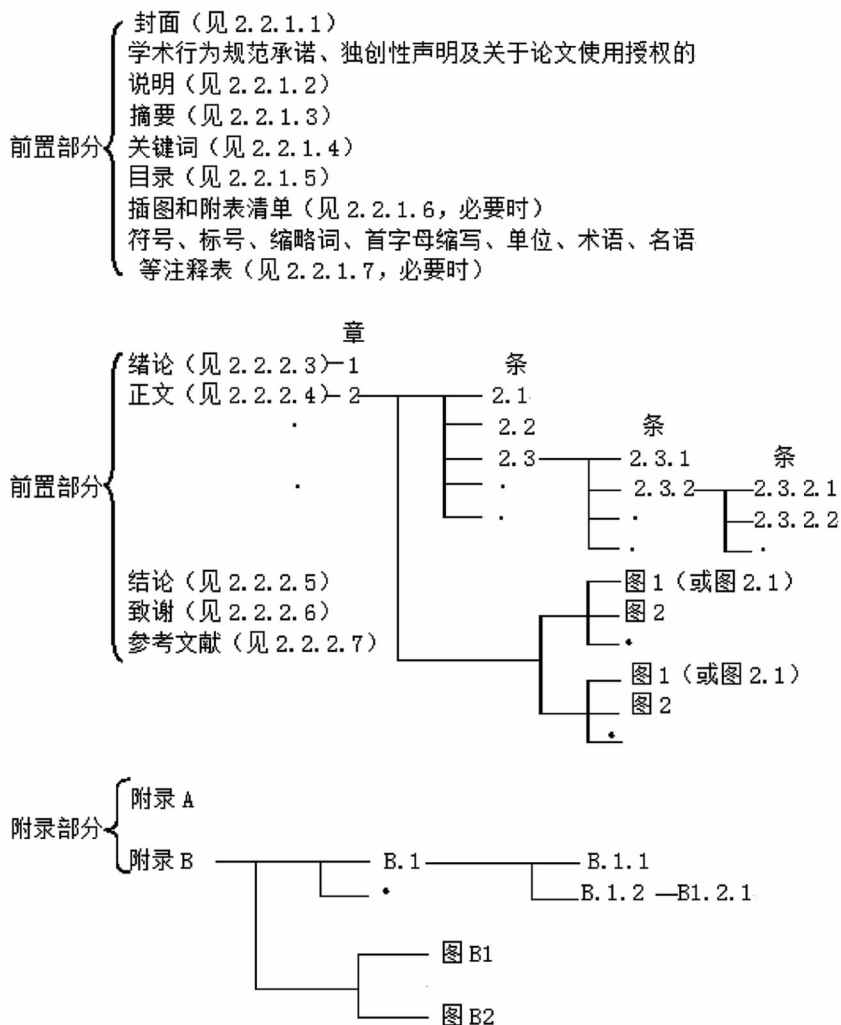 封面（见 2.2.1.1）
学术行为规范承诺、独创性声明及关于论文使用授权的
说明（见 2.2.1.2）
摘要（见 2.2.1.3）
前置部分
关键词（见 2.2.1.4）
目录（见 2.2.1.5）
插图和附表清单（见 2.2.1.6，必要时）
符号、标号、缩略词、首字母缩写、单位、术语、名语
等注释表（见 2.2.1.7，必要时）
章
绪论（见 2.2.2.3） 1 条
正文（见 2.2.2.4） 2 2.1
2.2 条
2.3 2.3.1 条
前置部分 2.3.2 2.3.2.1
2.3.2.2
结论（见 2.2.2.5） 图1（或图2.1）
致谢（见 2.2.2.6） 图2
参考文献（见 2.2.2.7）
图1（或图2.1）
图2
附录 A
附录部分
附录 B B.1 B.1.1
B.1.2 B1.2.1
图 B1
图 B2